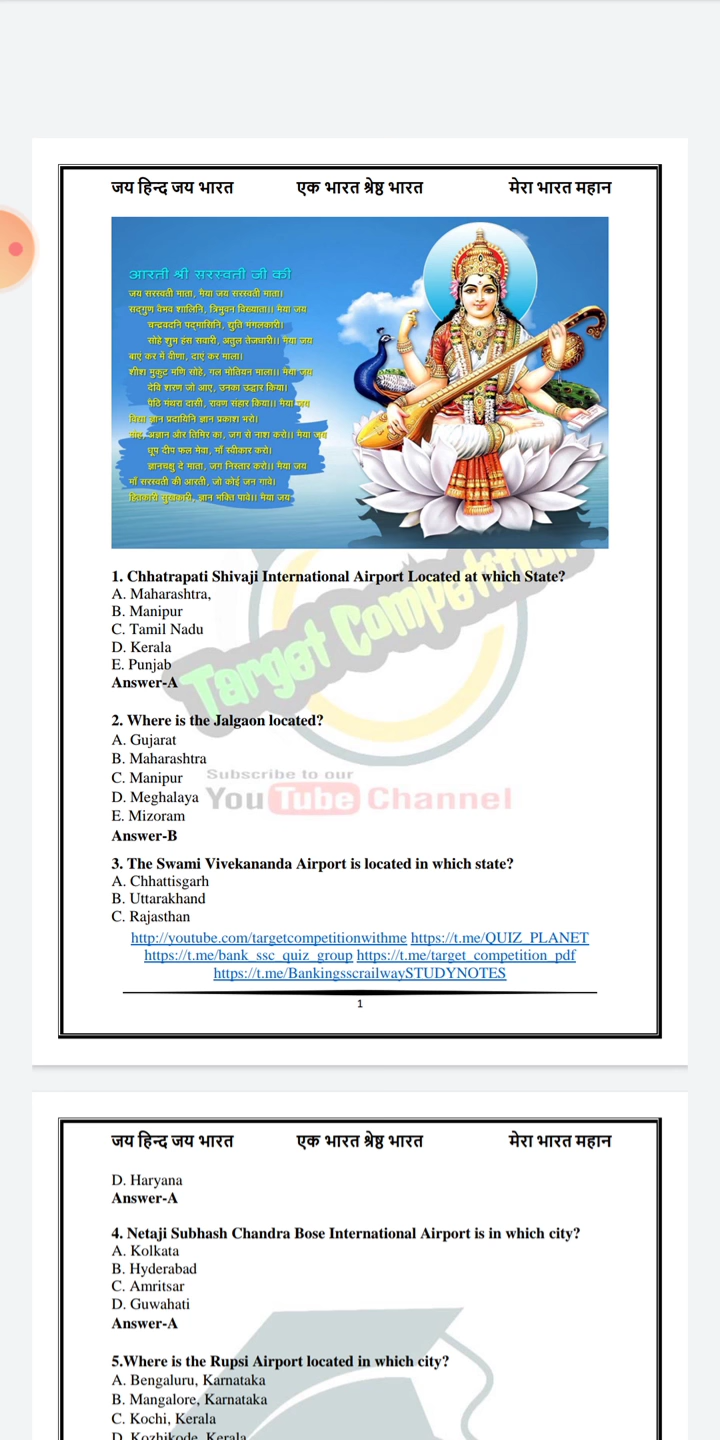 जय हिन्द जय भारत एक भारत श्रेष्ठ भारत मेरा भारत महान
आरती श्री सरस्वती जी की
जय सरस्वती माता, मैया जय सरस्वती माता।
सद्गुण वैभव शालिनि, त्रिभुवन विख्याता।। मैया जय
चन्द्रवदनि पद्मासिनि, द्युति मंगलकारी।
सोहे शुभ हंस सवारी, अतुल तेजधारी।। मैया जय
बाएं कर में वीणा, दाएं कर माला।
शीश मुकुट मणि सोहे, गल मोतियन माला।। मैया जय
देवि शरण जो आए, उनका उद्धार किया।
पैठि मंथरा दासी, रावण संहार किया।। मैया जय
विद्या ज्ञान प्रदायिनि ज्ञान प्रकाश भरो।
मोह, अज्ञान और तिमिर का, जग से नाश करो।। मैया जय
धूप दीप फल मेवा, माँ स्वीकार करो।
ज्ञानचक्षु दे माता, जग निस्तार करो।। मैया जय
माँ सरस्वती की आरती, जो कोई जन गावे।
हितकारी सुखकारी, ज्ञान भक्ति पावे।। मैया जय
Target Competition
1. Chhatrapati Shivaji International Airport Located at which State?
A. Maharashtra,
B. Manipur
C. Tamil Nadu
D. Kerala
E. Punjab
Answer-A
2. Where is the Jalgaon located?
A. Gujarat
B. Maharashtra
C. Manipur
D. Meghalaya
E. Mizoram
Answer-B
Subscribe to our
YouTube Channel
3. The Swami Vivekananda Airport is located in which state?
A. Chhattisgarh
B. Uttarakhand
C. Rajasthan
http://youtube.com/targetcompetitionwithme https://t.me/QUIZ_PLANET
https://t.me/bank_ssc_quiz_group https://t.me/target_competition_pdf
https://t.me/BankingsscrailwaySTUDYNOTES
1
जय हिन्द जय भारत एक भारत श्रेष्ठ भारत मेरा भारत महान
D. Haryana
Answer-A
4. Netaji Subhash Chandra Bose International Airport is in which city?
A. Kolkata
B. Hyderabad
C. Amritsar
D. Guwahati
Answer-A
5.Where is the Rupsi Airport located in which city?
A. Bengaluru, Karnataka
B. Mangalore, Karnataka
C. Kochi, Kerala
D. Kozhikode, Kerala